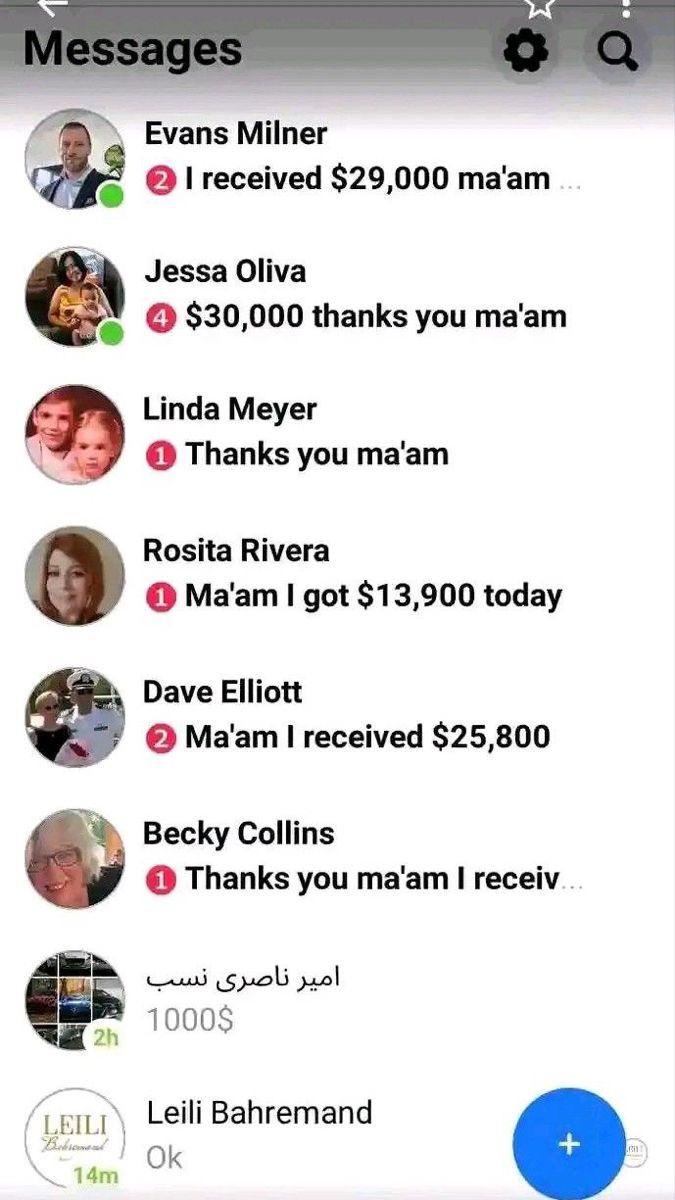 Messages
Evans Milner
2 I received $29,000 ma'am ...
Jessa Oliva
4 $30,000 thanks you ma'am
Linda Meyer
1 Thanks you ma'am
Rosita Rivera
1 Ma'am I got $13,900 today
Dave Elliott
2 Ma'am I received $25,800
Becky Collins
1 Thanks you ma'am I receiv...
امیر ناصری نسب
1000$
2h
LEILI
Bahremand
Leili Bahremand
Ok
14m
+